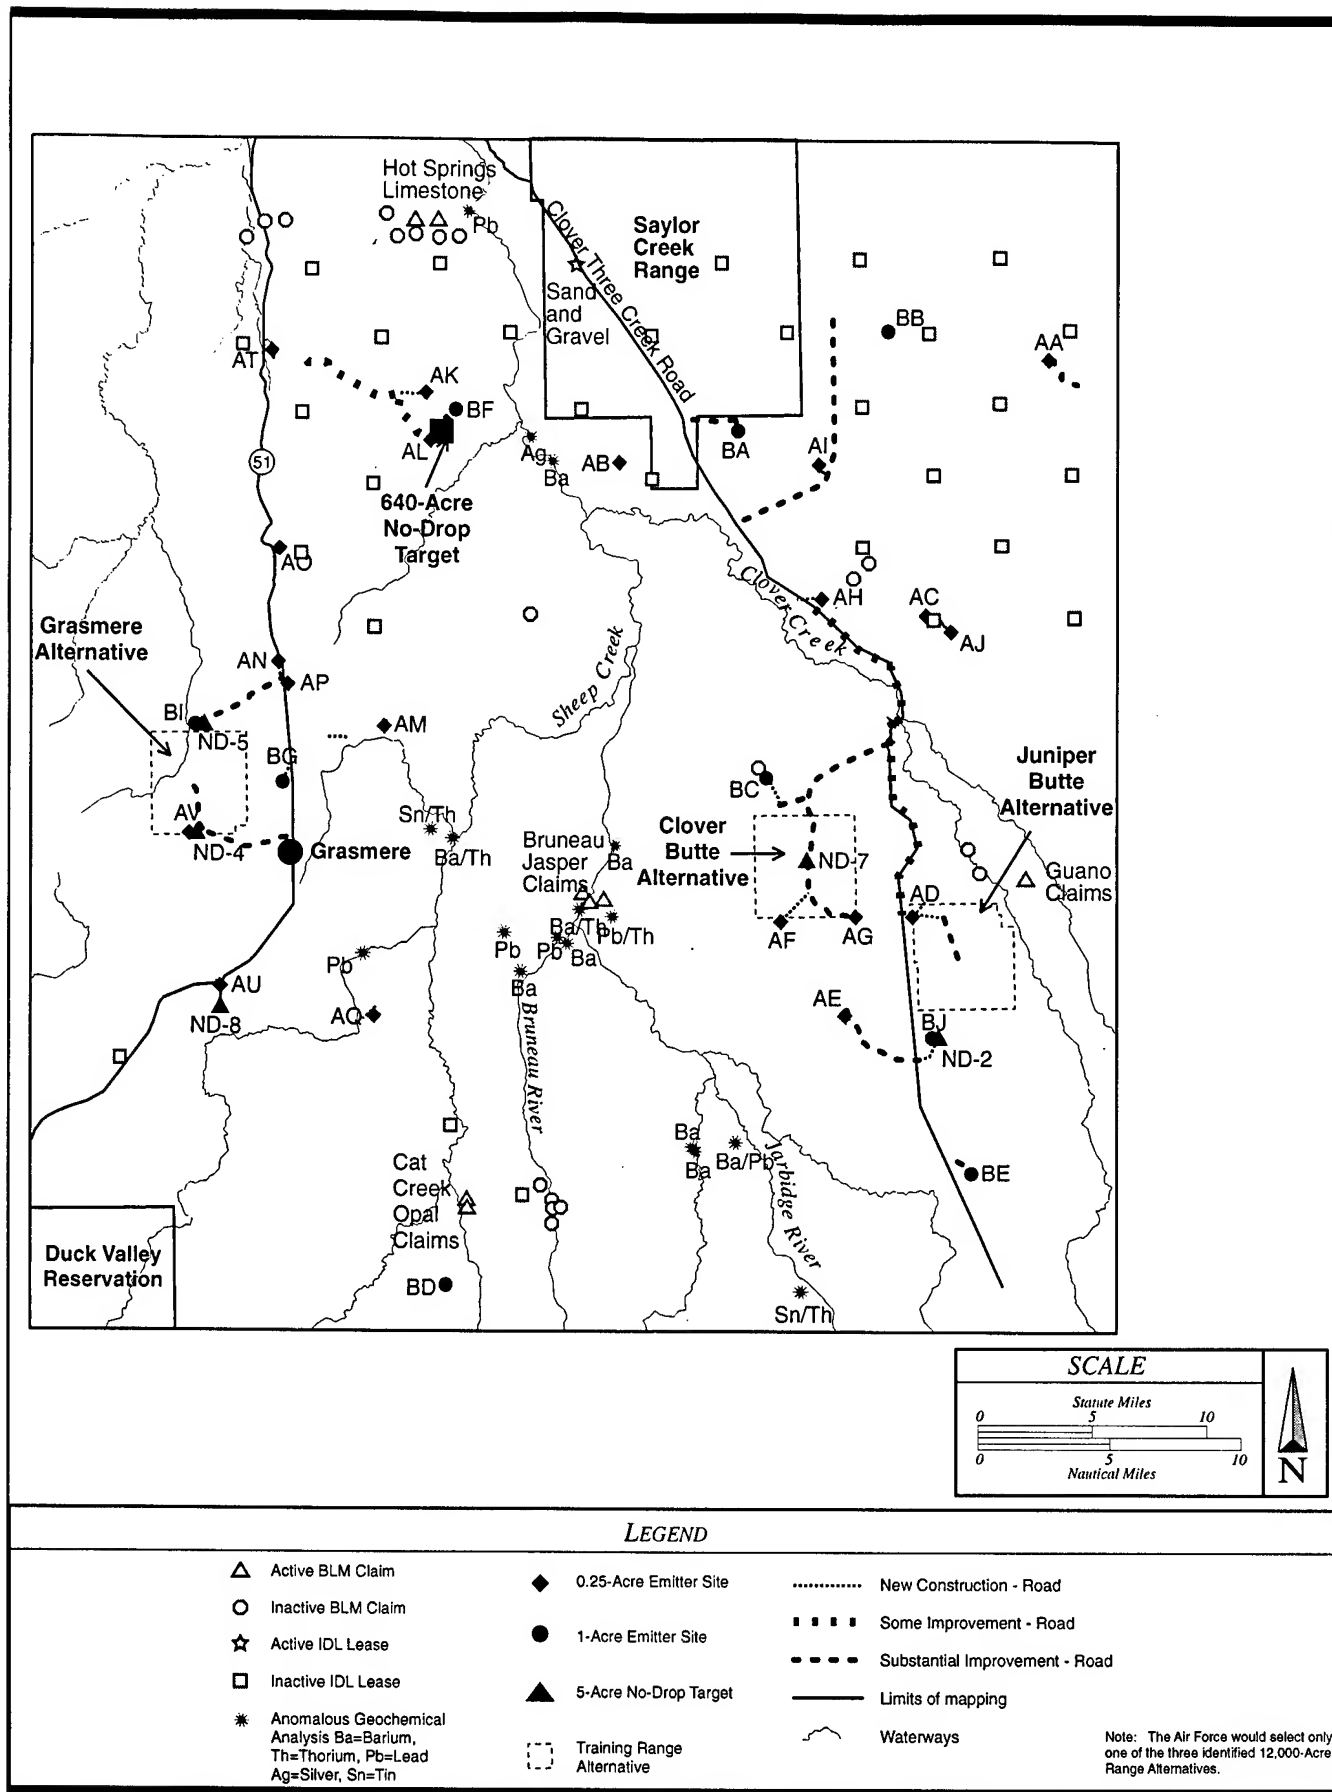 Hot Springs
Limestone
Pb
Clover Three Creek Road
Saylor
Creek
Range
Sand
and
Gravel
BB
AA
AT
AK
BF
AL
51
Ag
Ba
AB
BA
AI
640-Acre
No-Drop
Target
AO
Clover Creek
AH
AC
AJ
Grasmere
Alternative
AN
AP
Sheep Creek
BI
ND-5
AM
BG
BC
Juniper
Butte
Alternative
AV
ND-4
Grasmere
Sn/Th
Ba/Th
Bruneau
Jasper
Claims
Ba
Clover
Butte
Alternative
ND-7
Guano
Claims
AD
Ba/Th
Pb/Th
Pb
Pb
Ba
Pb
Ba
AF
AG
AU
ND-8
AQ
Bruneau River
AE
BJ
ND-2
Ba
Ba
Ba/Pb
Jarbidge River
BE
Cat
Creek
Opal
Claims
Duck Valley
Reservation
BD
Sn/Th
SCALE
Statute Miles
0 5 10
0 5 10
Nautical Miles
N
LEGEND
Active BLM Claim
Inactive BLM Claim
Active IDL Lease
Inactive IDL Lease
Anomalous Geochemical
Analysis Ba=Barium,
Th=Thorium, Pb=Lead
Ag=Silver, Sn=Tin
0.25-Acre Emitter Site
1-Acre Emitter Site
5-Acre No-Drop Target
Training Range
Alternative
New Construction - Road
Some Improvement - Road
Substantial Improvement - Road
Limits of mapping
Waterways
Note: The Air Force would select only
one of the three identified 12,000-Acre
Range Alternatives.